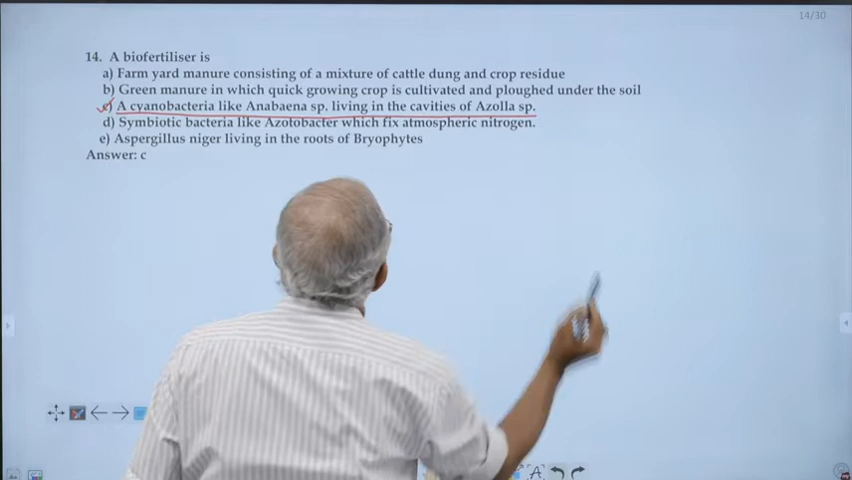 14/30
14. A biofertiliser is
a) Farm yard manure consisting of a mixture of cattle dung and crop residue
b) Green manure in which quick growing crop is cultivated and ploughed under the soil
c) A cyanobacteria like Anabaena sp. living in the cavities of Azolla sp.
d) Symbiotic bacteria like Azotobacter which fix atmospheric nitrogen.
e) Aspergillus niger living in the roots of Bryophytes
Answer: c
A